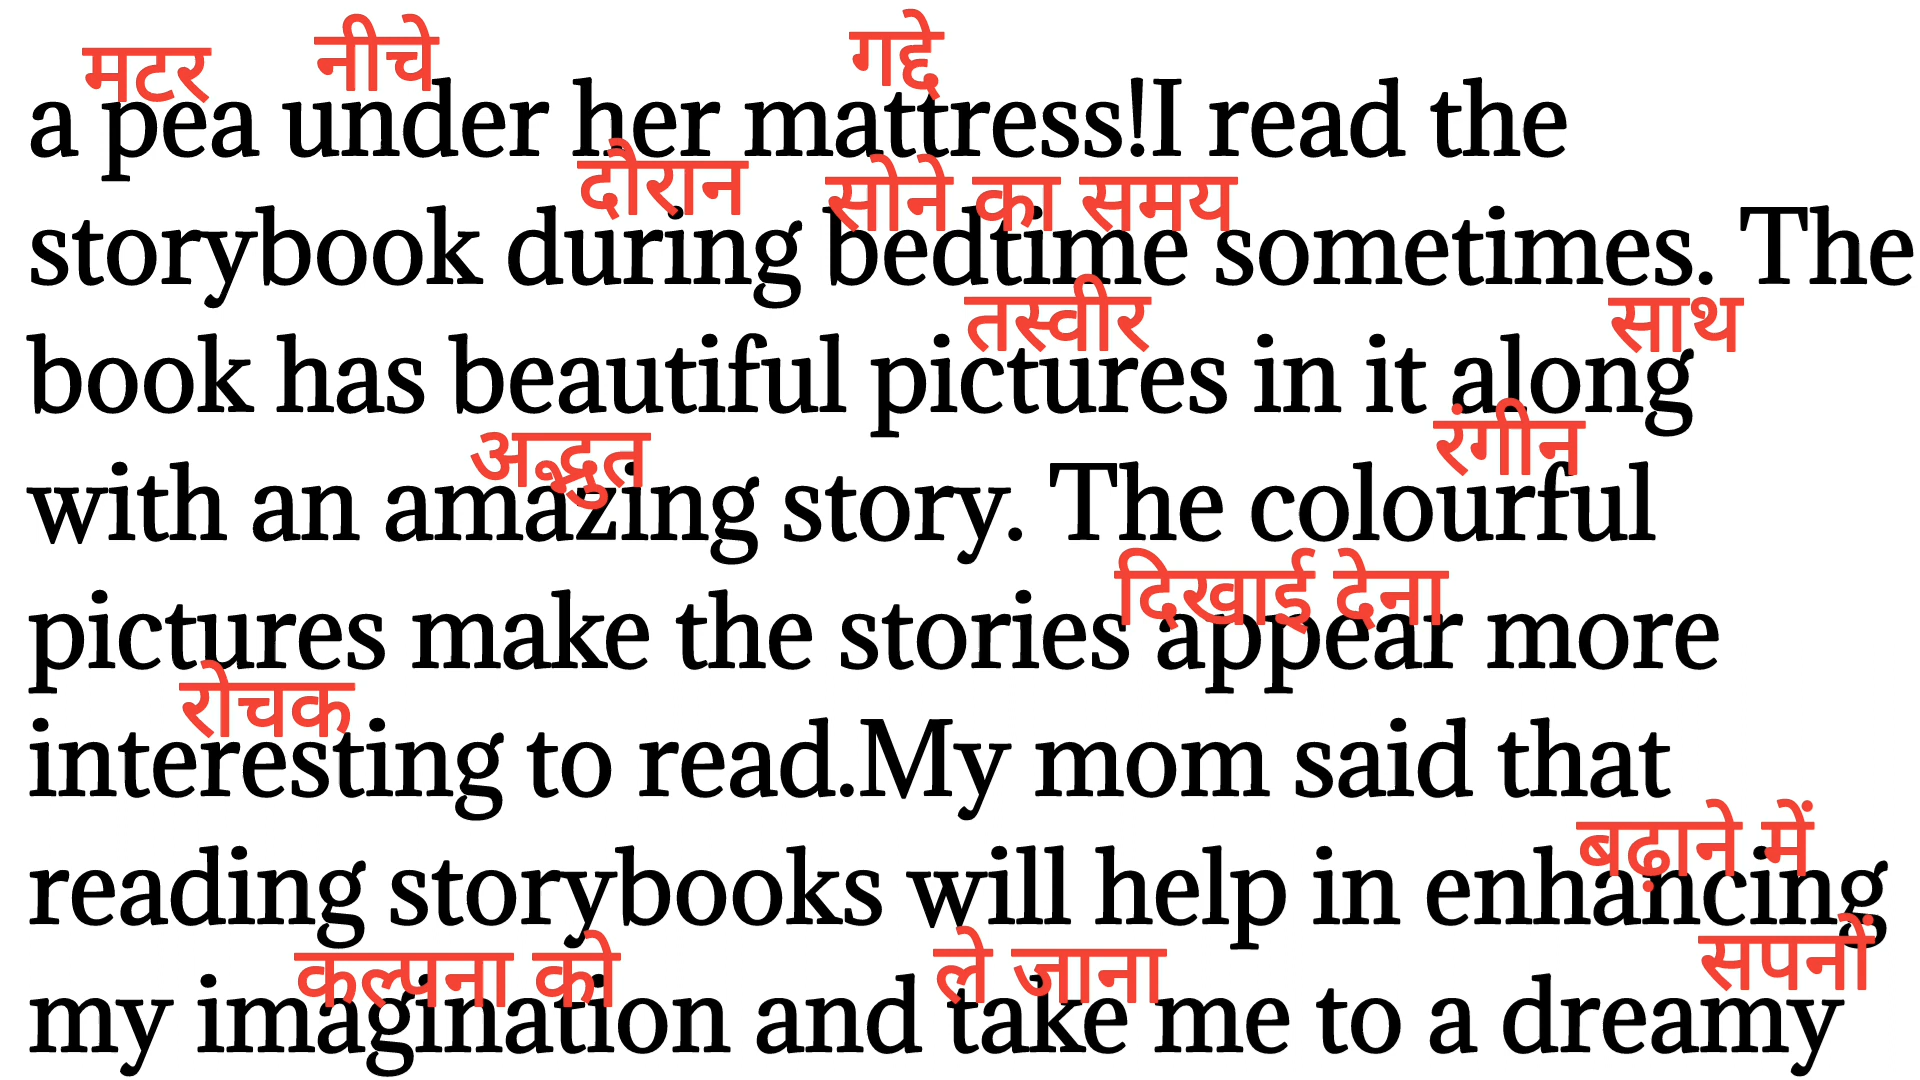 मटर नीचे गद्दे
a pea under her mattress!I read the
दौरान सोने का समय
storybook during bedtime sometimes. The
तस्वीर साथ
book has beautiful pictures in it along
अद्भुत रंगीन
with an amazing story. The colourful
दिखाई देना
pictures make the stories appear more
रोचक
interesting to read.My mom said that
बढ़ाने में
reading storybooks will help in enhancing
कल्पना को ले जाना सपनों
my imagination and take me to a dreamy